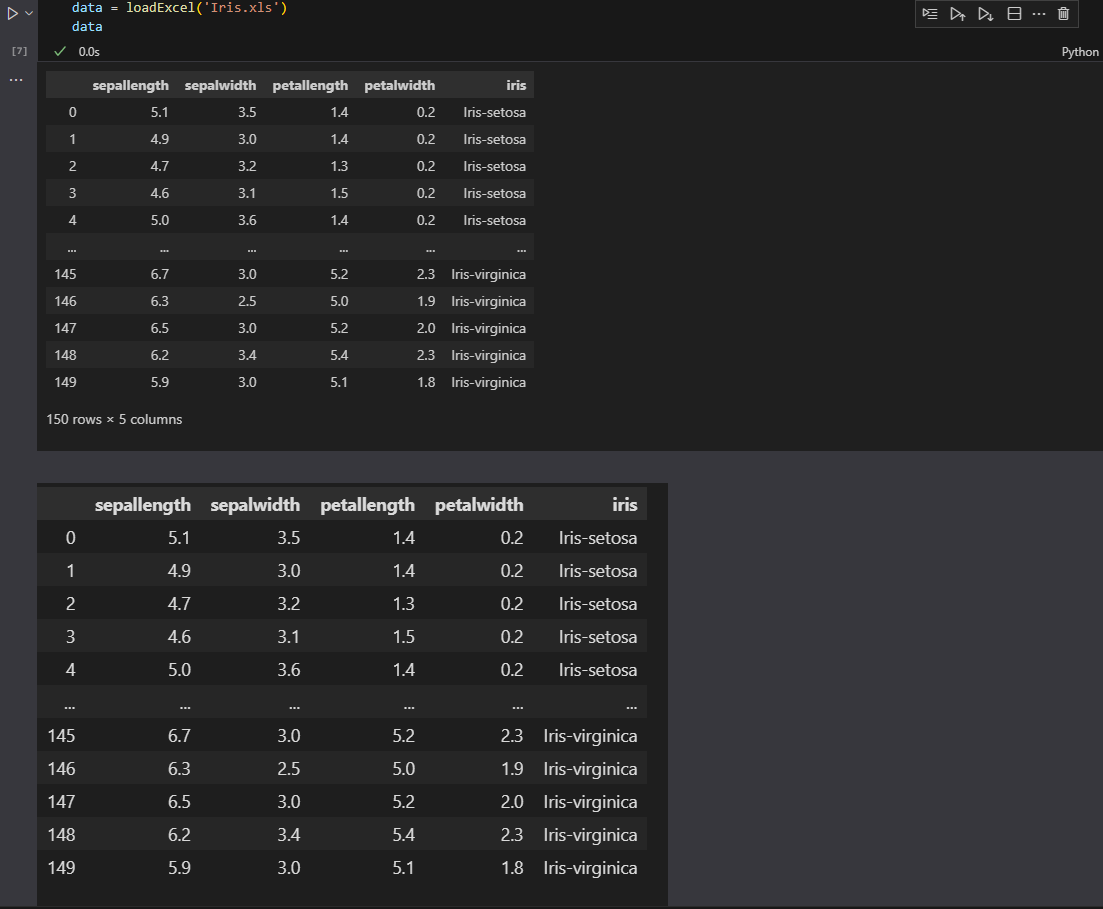 data = loadExcel('Iris.xls')
data
[7] 0.0s Python
sepallength sepalwidth petallength petalwidth iris
0 5.1 3.5 1.4 0.2 Iris-setosa
1 4.9 3.0 1.4 0.2 Iris-setosa
2 4.7 3.2 1.3 0.2 Iris-setosa
3 4.6 3.1 1.5 0.2 Iris-setosa
4 5.0 3.6 1.4 0.2 Iris-setosa
... ... ... ... ... ...
145 6.7 3.0 5.2 2.3 Iris-virginica
146 6.3 2.5 5.0 1.9 Iris-virginica
147 6.5 3.0 5.2 2.0 Iris-virginica
148 6.2 3.4 5.4 2.3 Iris-virginica
149 5.9 3.0 5.1 1.8 Iris-virginica
150 rows × 5 columns
sepallength sepalwidth petallength petalwidth iris
0 5.1 3.5 1.4 0.2 Iris-setosa
1 4.9 3.0 1.4 0.2 Iris-setosa
2 4.7 3.2 1.3 0.2 Iris-setosa
3 4.6 3.1 1.5 0.2 Iris-setosa
4 5.0 3.6 1.4 0.2 Iris-setosa
... ... ... ... ... ...
145 6.7 3.0 5.2 2.3 Iris-virginica
146 6.3 2.5 5.0 1.9 Iris-virginica
147 6.5 3.0 5.2 2.0 Iris-virginica
148 6.2 3.4 5.4 2.3 Iris-virginica
149 5.9 3.0 5.1 1.8 Iris-virginica